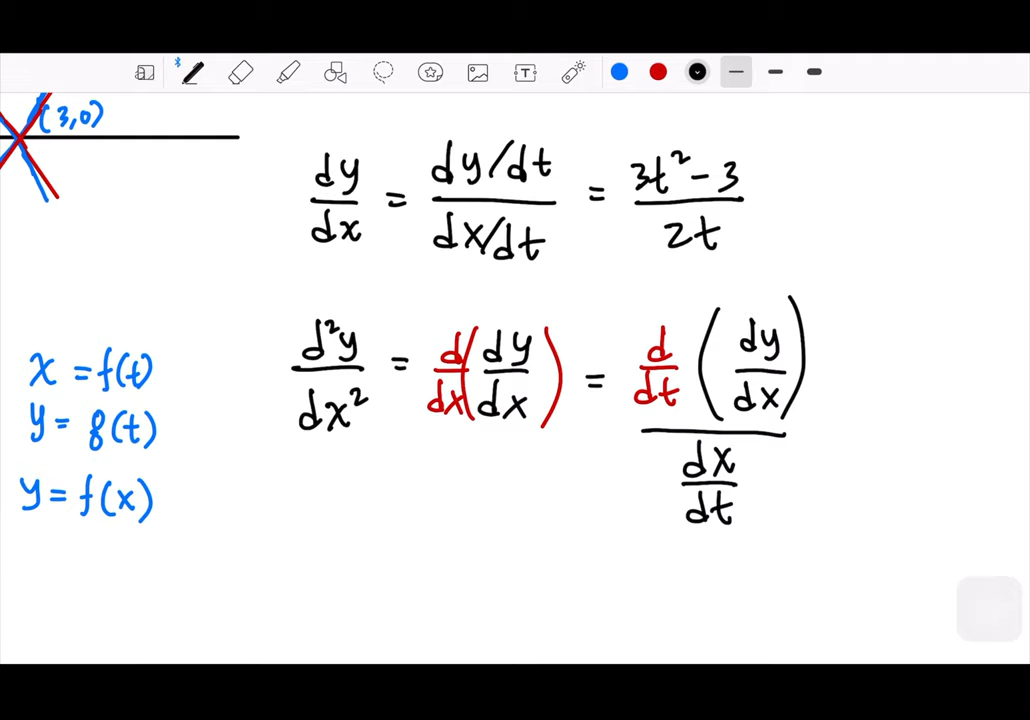 (3,0)
dy/dx = (dy/dt)/(dx/dt) = (3t² - 3)/(2t)
d²y/dx² = d/dx (dy/dx) = (d/dt (dy/dx))/(dx/dt)
x = f(t)
y = g(t)
y = f(x)